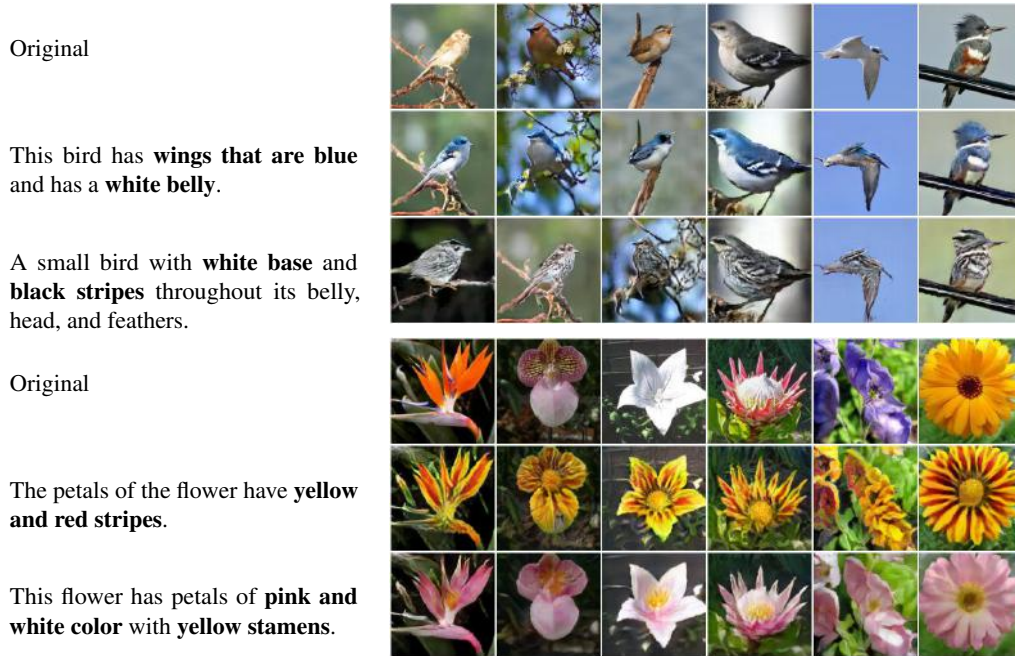 Original
This bird has wings that are blue
and has a white belly.
A small bird with white base and
black stripes throughout its belly,
head, and feathers.
Original
The petals of the flower have yellow
and red stripes.
This flower has petals of pink and
white color with yellow stamens.